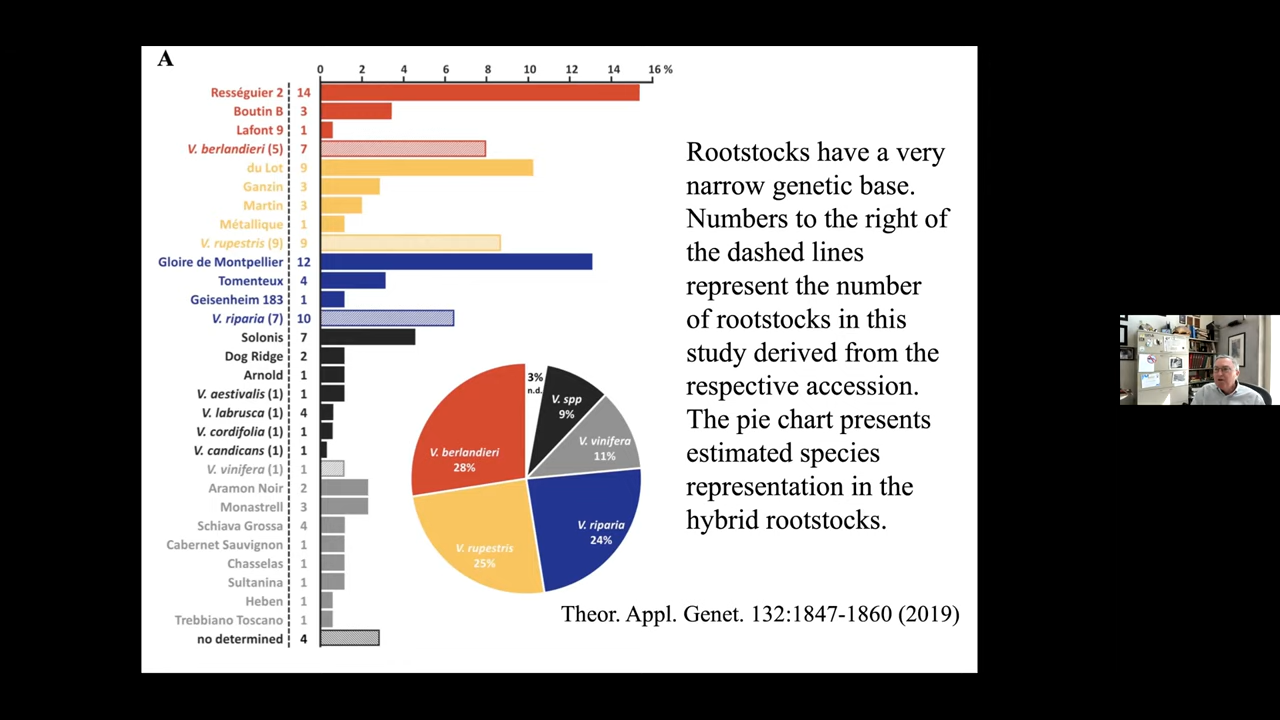 A
0 2 4 6 8 10 12 14 16 %
Rességuier 2 14
Boutin B 3
Lafont 9 1
V. berlandieri (5) 7
du Lot 9
Ganzin 3
Martin 3
Métallique 1
V. rupestris (9) 9
Gloire de Montpellier 12
Tomenteux 4
Geisenheim 183 1
V. riparia (7) 10
Solonis 7
Dog Ridge 2
Arnold 1
V. aestivalis (1) 1
V. labrusca (1) 4
V. cordifolia (1) 1
V. candicans (1) 1
V. vinifera (1) 1
Aramon Noir 2
Monastrell 3
Schiava Grossa 4
Cabernet Sauvignon 1
Chasselas 1
Sultanina 1
Heben 1
Trebbiano Toscano 1
no determined 4
3%
n.d.
V. spp
9%
V. vinifera
11%
V. riparia
24%
V. rupestris
25%
V. berlandieri
28%
Rootstocks have a very
narrow genetic base.
Numbers to the right of
the dashed lines
represent the number
of rootstocks in this
study derived from the
respective accession.
The pie chart presents
estimated species
representation in the
hybrid rootstocks.
Theor. Appl. Genet. 132:1847-1860 (2019)